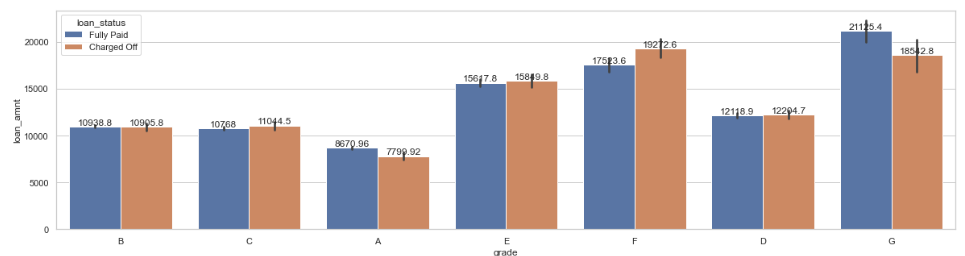 loan_status
Fully Paid
Charged Off
loan_amnt
20000
15000
10000
5000
0
10938.8
10905.8
10768
11044.5
8670.96
7799.92
15617.8
15849.8
17523.6
19272.6
12118.9
12204.7
21125.4
18542.8
B
C
A
E
F
D
G
grade